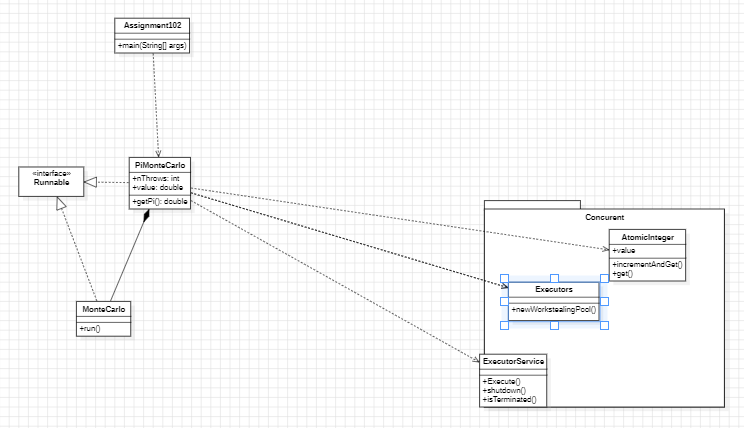 Assignment102
+main(String[] args)
«interface»
Runnable
PiMonteCarlo
+nThrows: int
+value: double
+getPi(): double
MonteCarlo
+run()
Concurent
AtomicInteger
+value
+incrementAndGet()
+get()
Executors
+newWorkstealingPool()
ExecutorService
+Execute()
+shutdown()
+isTerminated()